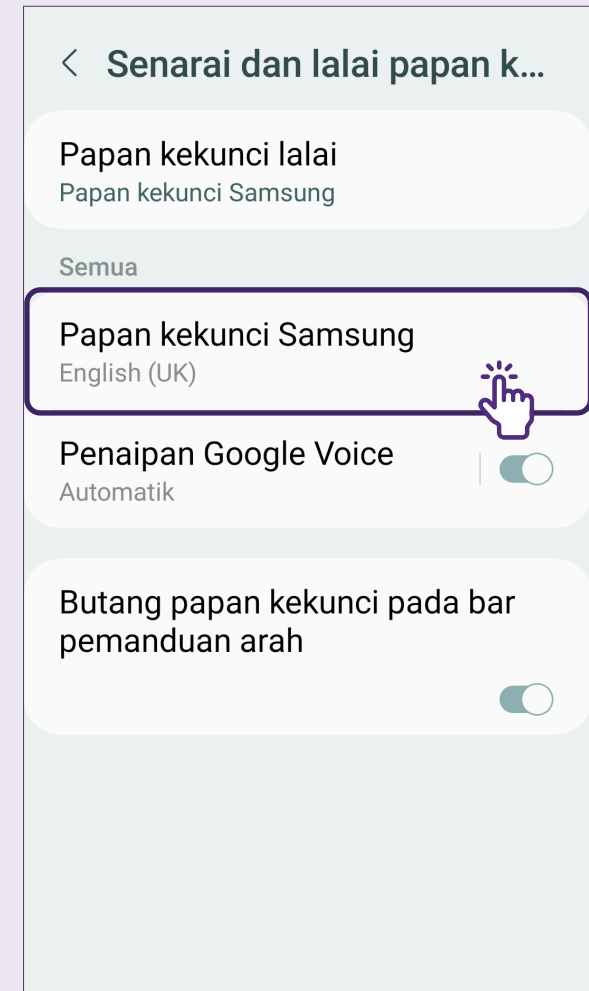 Senarai dan lalai papan k...
Papan kekunci lalai
Papan kekunci Samsung
Semua
Papan kekunci Samsung
English (UK)
Penaipan Google Voice
Automatik
Butang papan kekunci pada bar
pemanduan arah